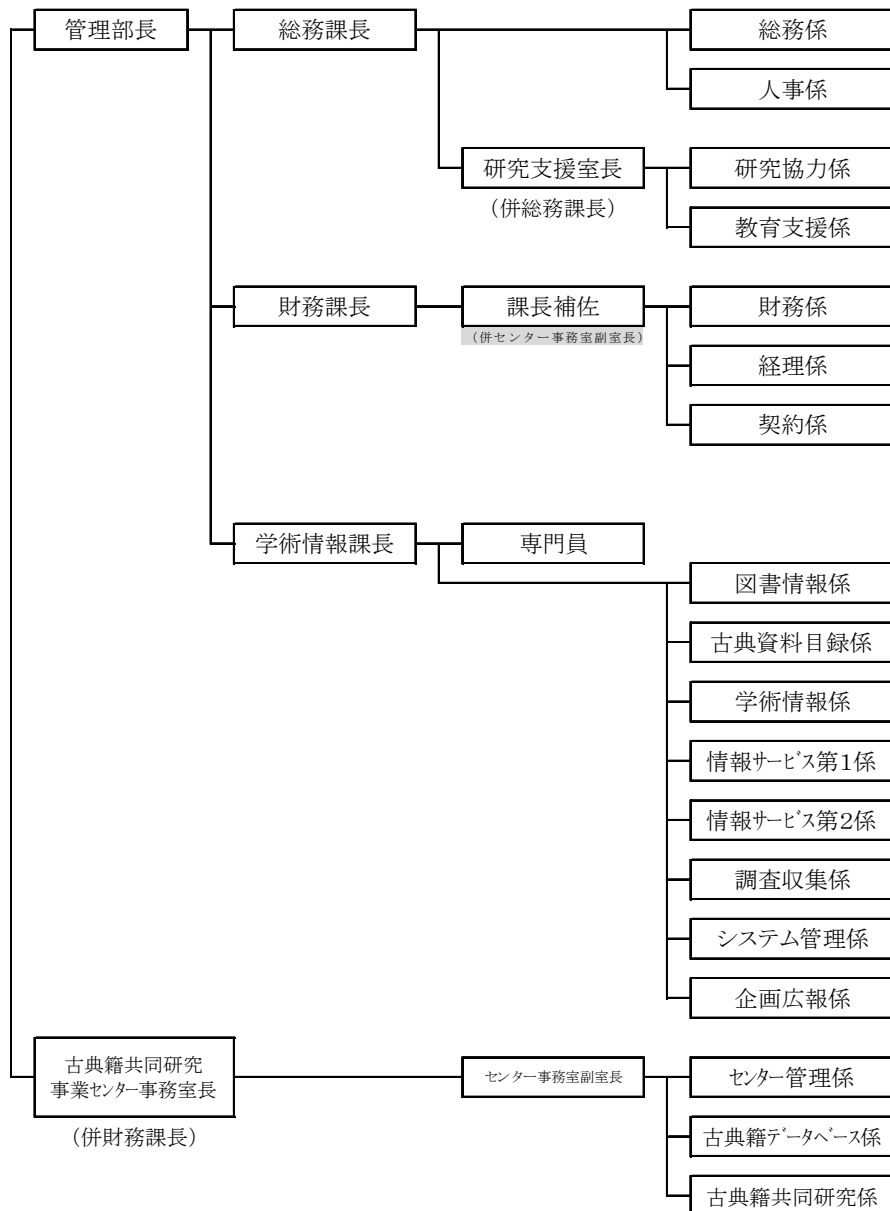 管理部長
総務課長
総務係
人事係
研究支援室長
(併総務課長)
研究協力係
教育支援係
財務課長
課長補佐
(併センター事務室副室長)
財務係
経理係
契約係
学術情報課長
専門員
図書情報係
古典資料目録係
学術情報係
情報サービス第1係
情報サービス第2係
調査収集係
システム管理係
企画広報係
古典籍共同研究
事業センター事務室長
(併財務課長)
センター事務室副室長
センター管理係
古典籍データベース係
古典籍共同研究係